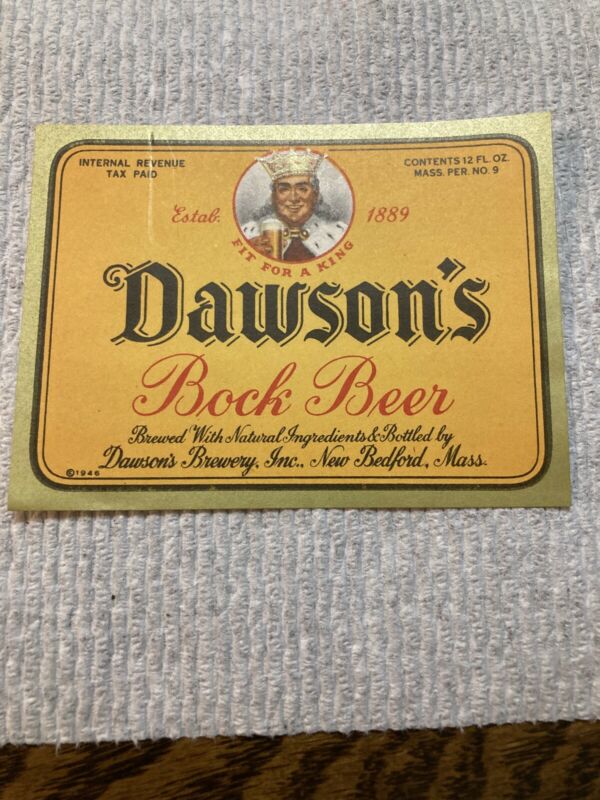 INTERNAL REVENUE
TAX PAID
CONTENTS 12 FL. OZ.
MASS. PER. NO. 9
Estab. 1889
FIT FOR A KING
Dawson's
Bock Beer
Brewed With Natural Ingredients & Bottled by
Dawson's Brewery, Inc., New Bedford, Mass.
©1946